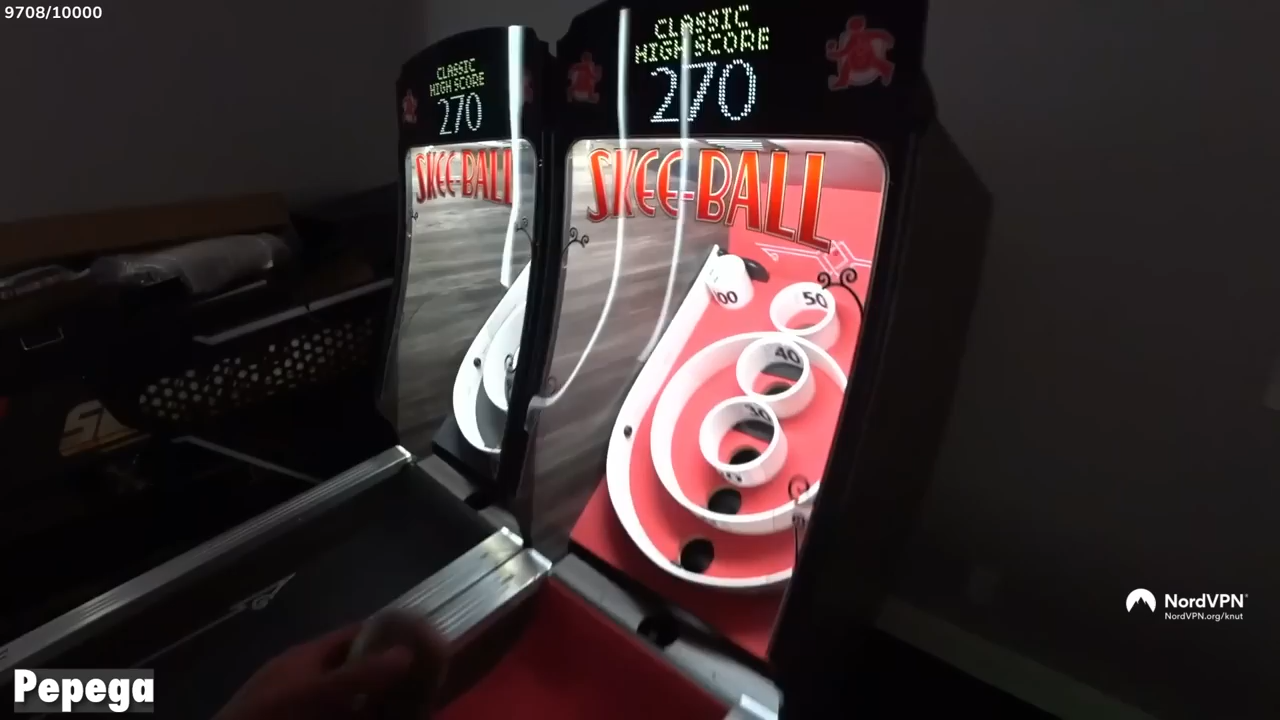 9708/10000
CLASSIC
HIGH SCORE
270
CLASSIC
HIGH SCORE
270
SKEE-BALL
SKEE-BALL
00
50
40
30
NordVPN®
NordVPN.org/knut
Pepega